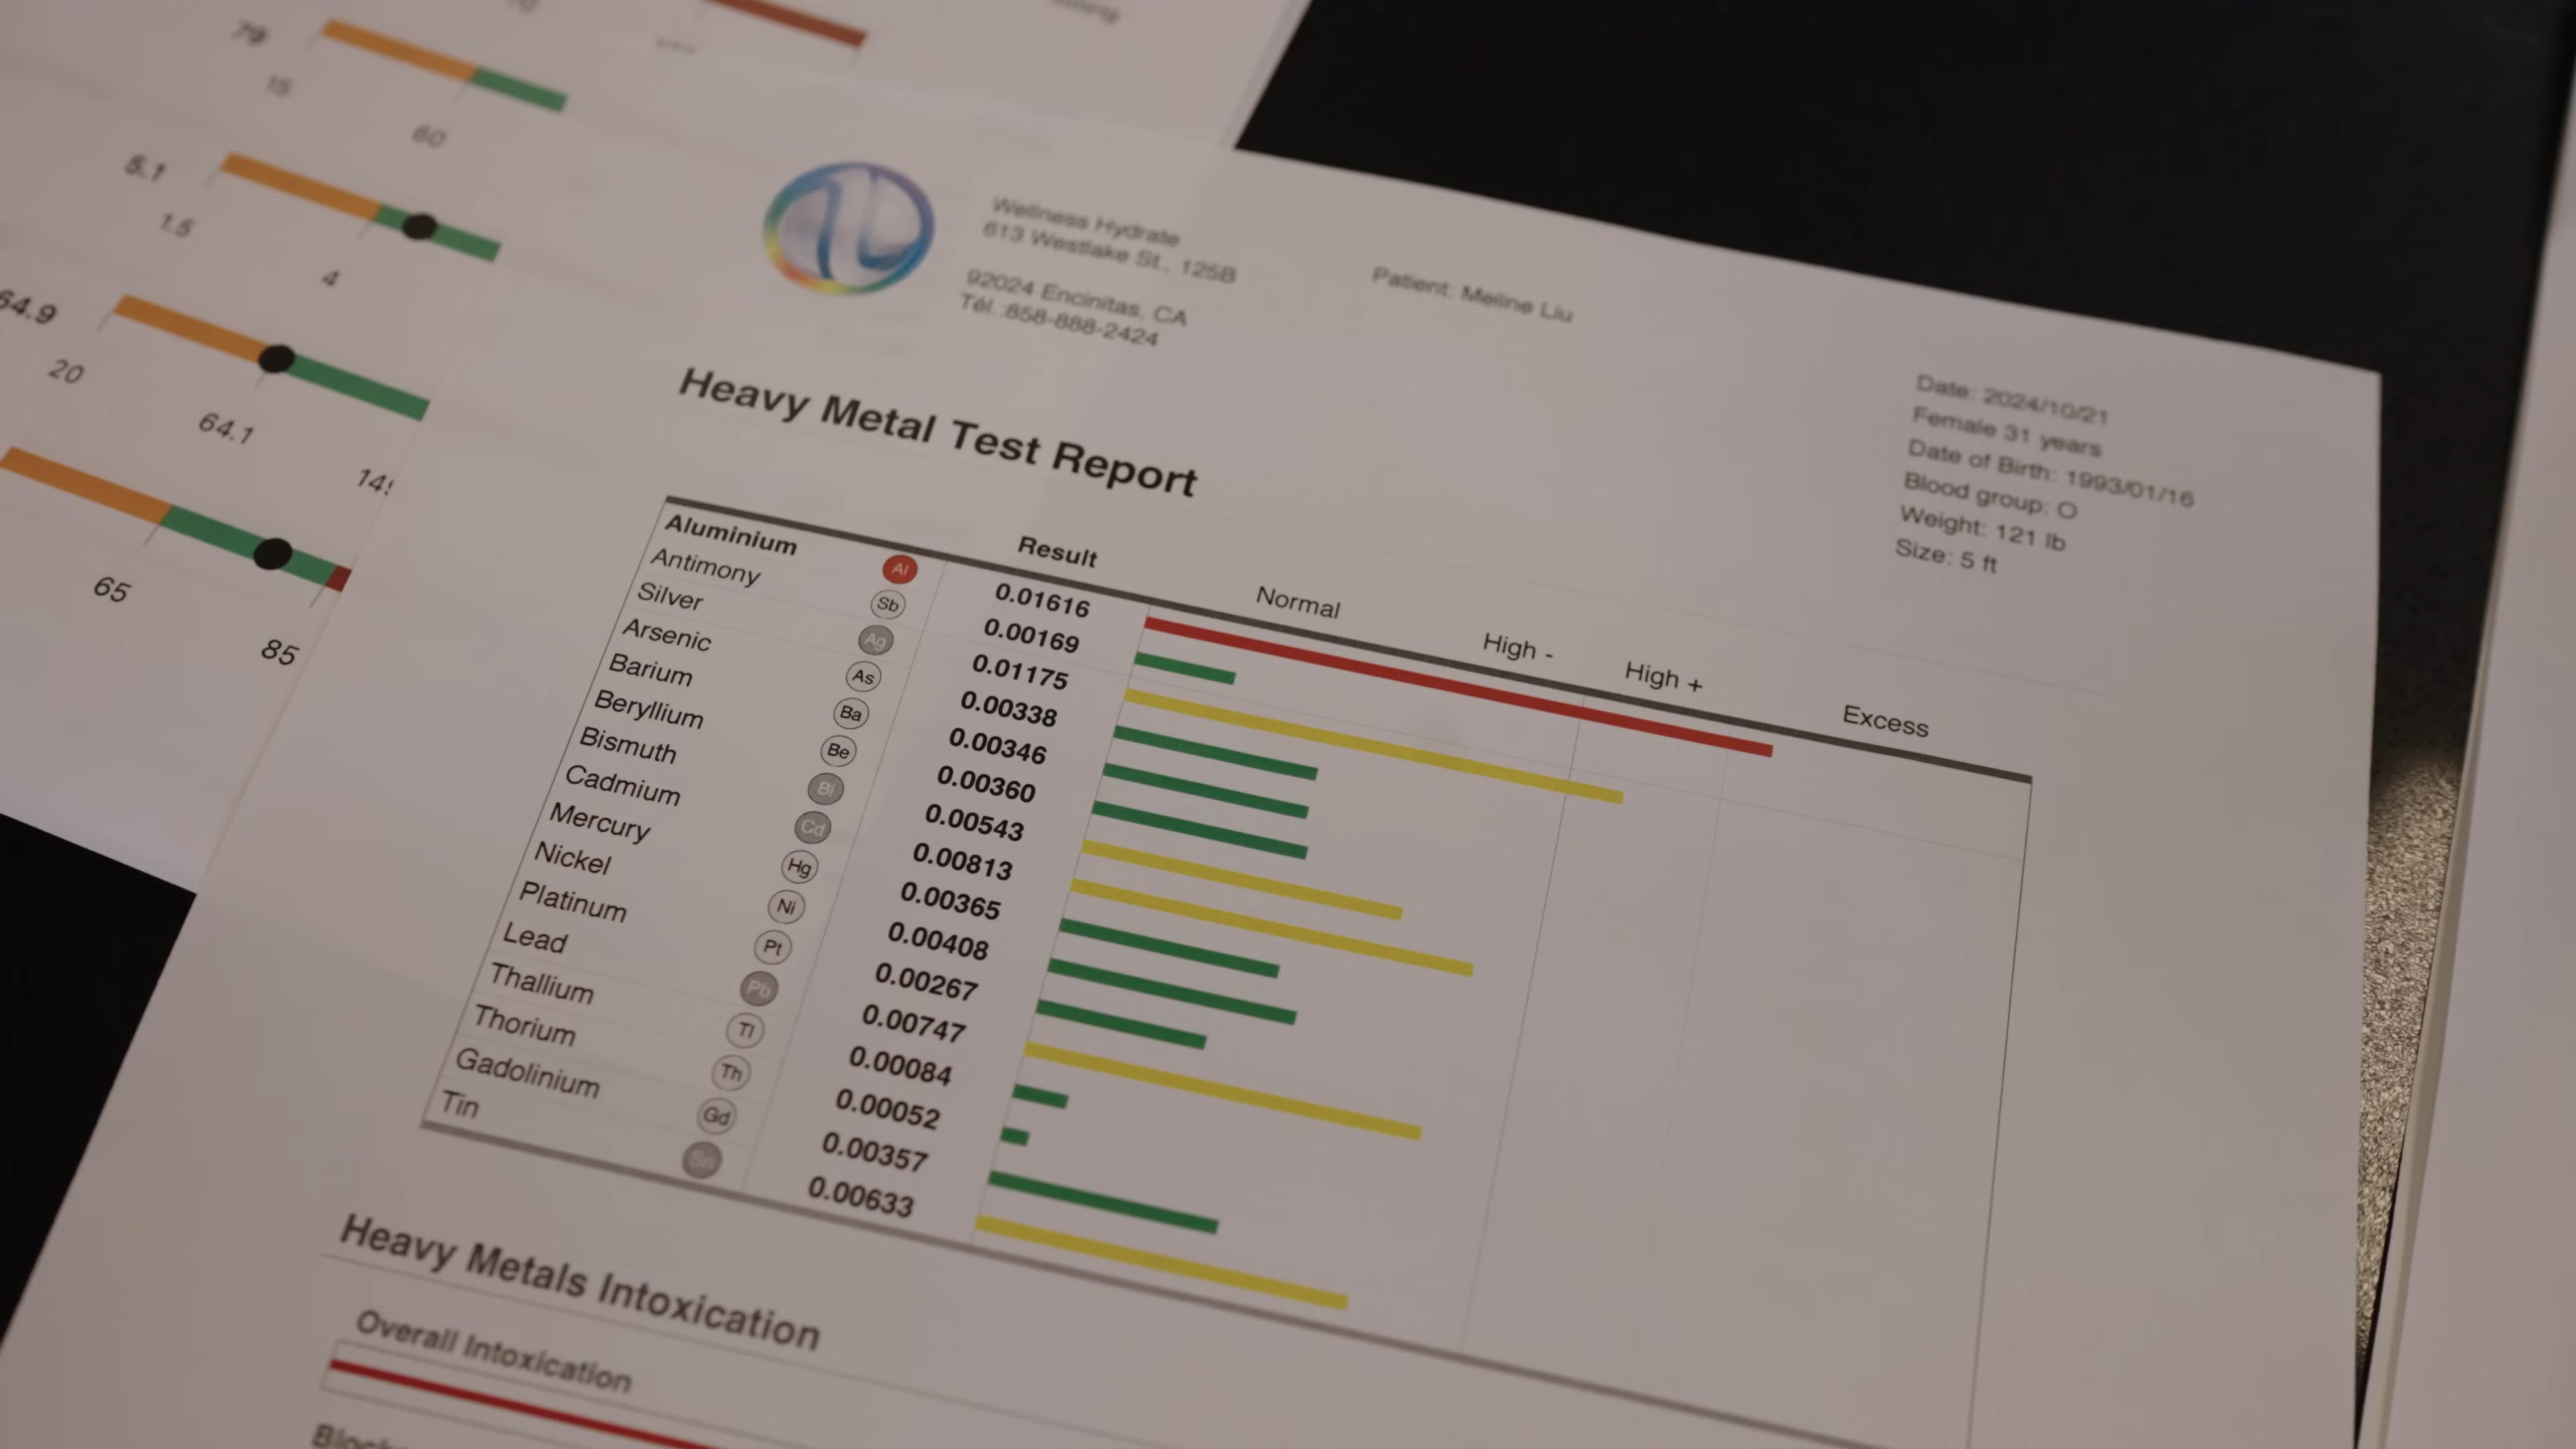 79
15
60
5.1
1.5
4
64.9
20
64.1
149
65
85
Wellness Hydrate
613 Westlake St., 125B
92024 Encinitas, CA
Tél.:858-888-2424
Patient: Meline Liu
Date: 2024/10/21
Female 31 years
Date of Birth: 1993/01/16
Blood group: O
Weight: 121 lb
Size: 5 ft
Heavy Metal Test Report
Result Normal High - High + Excess
Aluminium Al 0.01616
Antimony Sb 0.00169
Silver Ag 0.01175
Arsenic As 0.00338
Barium Ba 0.00346
Beryllium Be 0.00360
Bismuth Bi 0.00543
Cadmium Cd 0.00813
Mercury Hg 0.00365
Nickel Ni 0.00408
Platinum Pt 0.00267
Lead Pb 0.00747
Thallium Tl 0.00084
Thorium Th 0.00052
Gadolinium Gd 0.00357
Tin Sn 0.00633
Heavy Metals Intoxication
Overall Intoxication